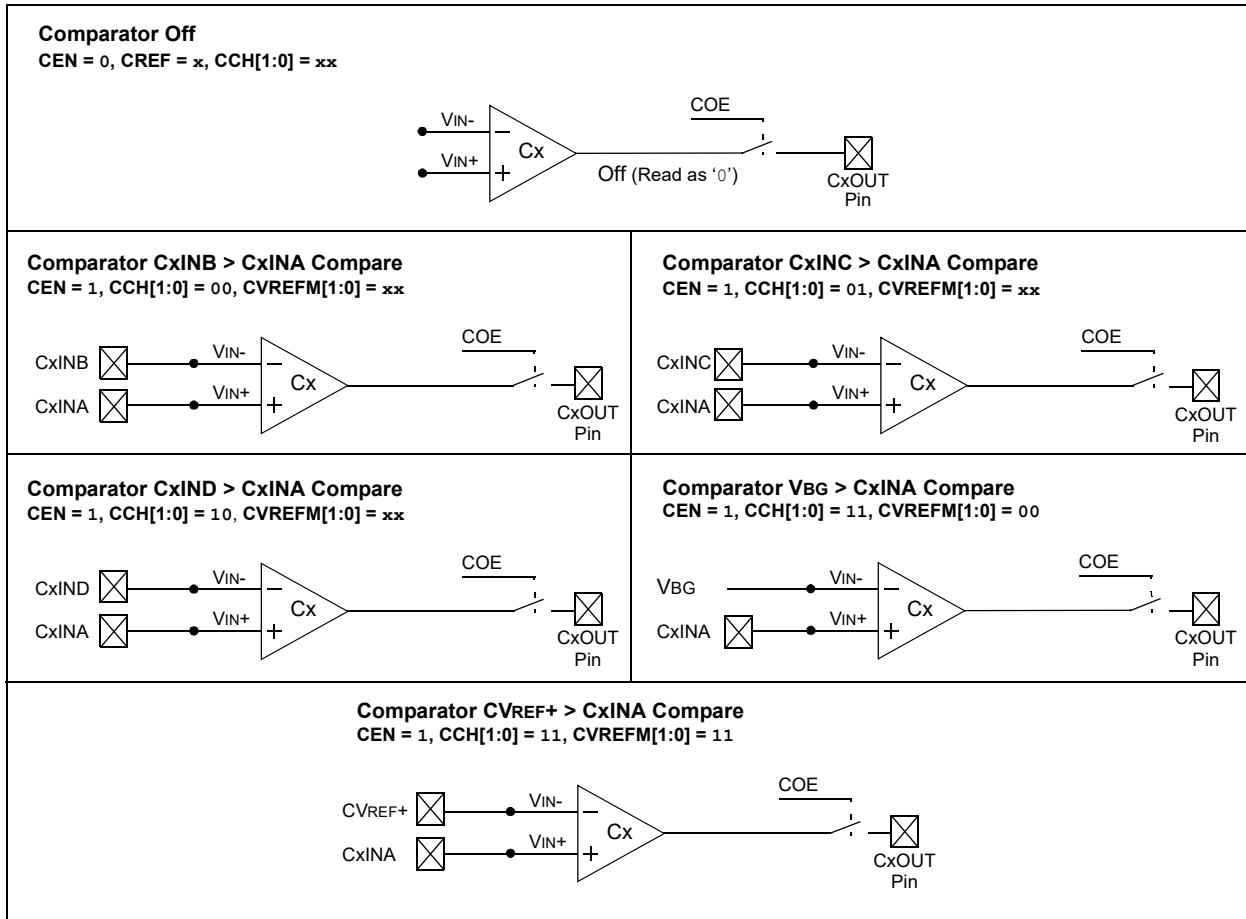 Comparator Off
CEN = 0, CREF = x, CCH[1:0] = xx
COE
VIN-
VIN+
Cx
Off (Read as ‘0’)
CxOUT
Pin
Comparator CxINB > CxINA Compare
CEN = 1, CCH[1:0] = 00, CVREFM[1:0] = xx
COE
CxINB
VIN-
Cx
CxINA
VIN+
CxOUT
Pin
Comparator CxINC > CxINA Compare
CEN = 1, CCH[1:0] = 01, CVREFM[1:0] = xx
COE
CxINC
VIN-
Cx
CxINA
VIN+
CxOUT
Pin
Comparator CxIND > CxINA Compare
CEN = 1, CCH[1:0] = 10, CVREFM[1:0] = xx
COE
CxIND
VIN-
Cx
CxINA
VIN+
CxOUT
Pin
Comparator VBG > CxINA Compare
CEN = 1, CCH[1:0] = 11, CVREFM[1:0] = 00
COE
VBG
VIN-
Cx
CxINA
VIN+
CxOUT
Pin
Comparator CVREF+ > CxINA Compare
CEN = 1, CCH[1:0] = 11, CVREFM[1:0] = 11
COE
CVREF+
VIN-
Cx
CxINA
VIN+
CxOUT
Pin